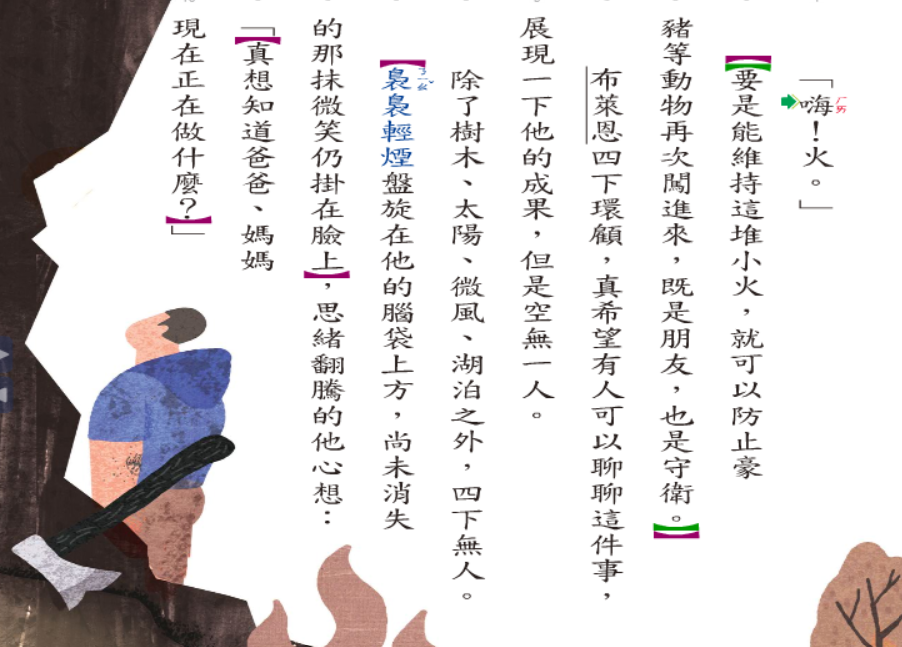 「嗨！火。」
【【要是能維持這堆小火，就可以防止豪
豬等動物再次闖進來，既是朋友，也是守衛。】】
布萊恩四下環顧，真希望有人可以聊聊這件事，
展現一下他的成果，但是空無一人。
除了樹木、太陽、微風、湖泊之外，四下無人。
【裊裊輕煙盤旋在他的腦袋上方，尚未消失
的那抹微笑仍掛在臉上】，思緒翻騰的他心想：
「【真想知道爸爸、媽媽
現在正在做什麼？】」
ㄏㄞ
ㄋㄧㄠˇ